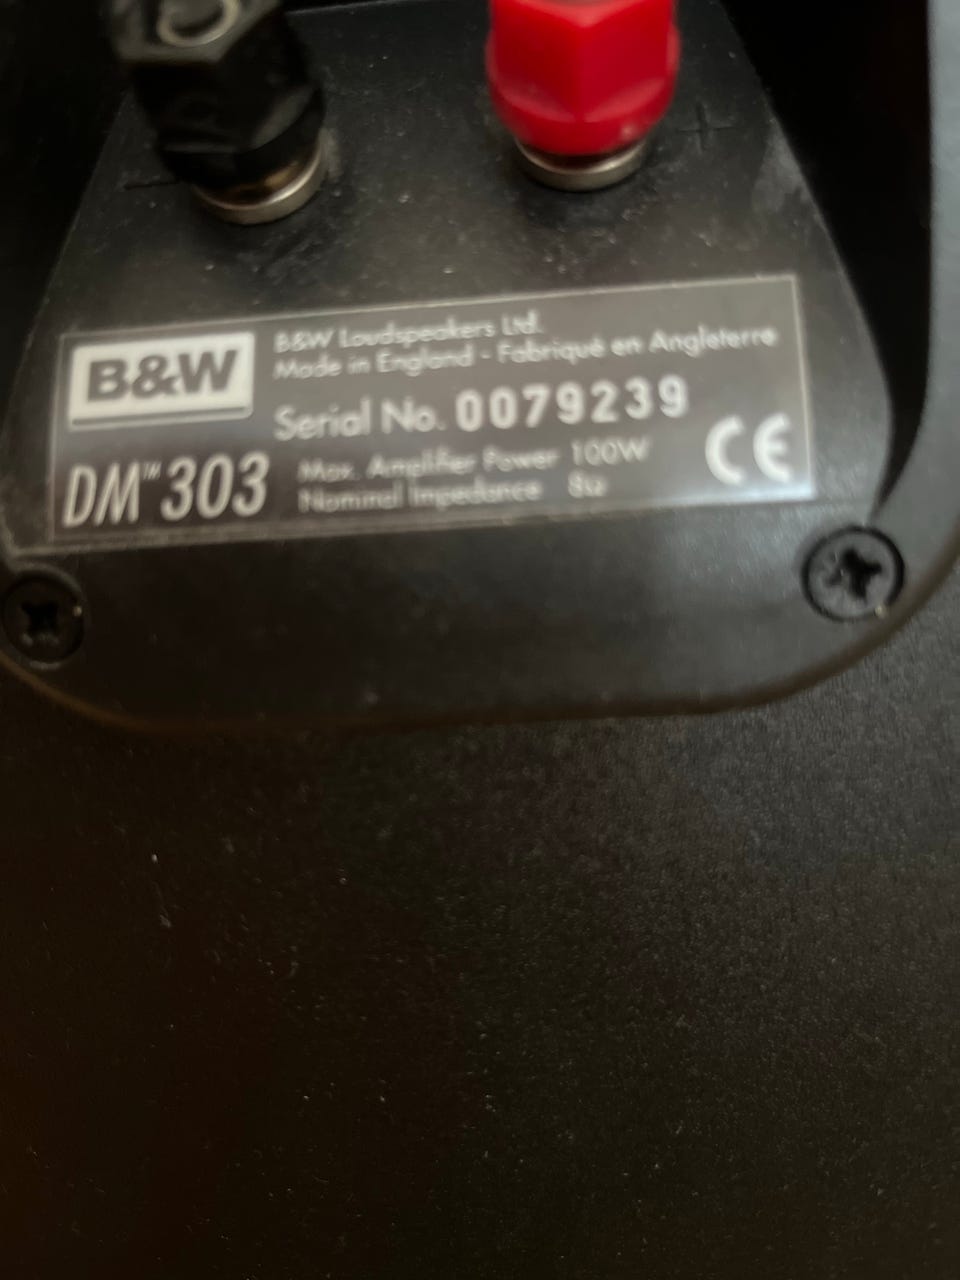 B&W
B&W Loudspeakers Ltd.
Made in England - Fabriqué en Angleterre
Serial No. 0079239
DM™ 303
Max. Amplifier Power 100W
Nominal Impedance 8Ω
CE
- +